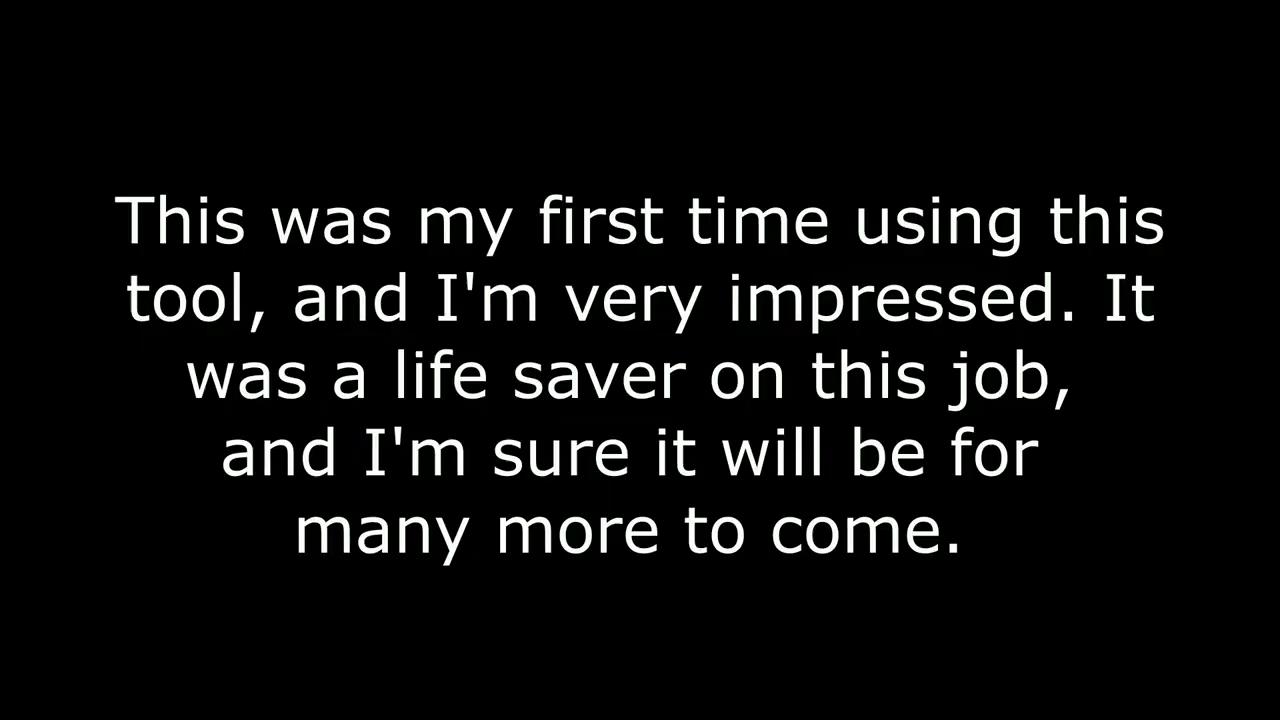 This was my first time using this
tool, and I'm very impressed. It
was a life saver on this job,
and I'm sure it will be for
many more to come.